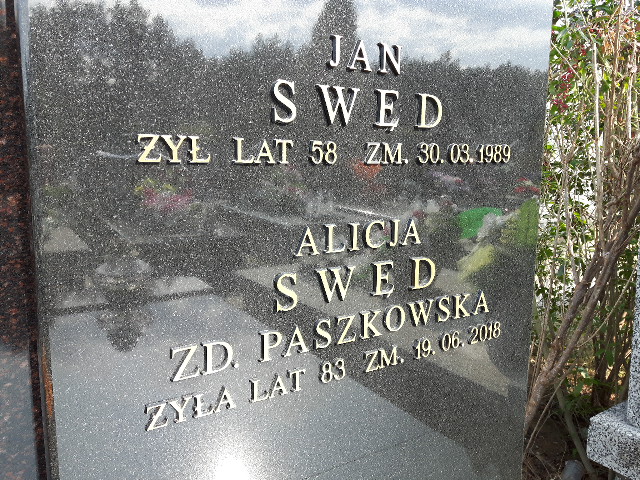 JAN
SWĘD
ŻYŁ LAT 58 ZM. 30.03.1989
ALICJA
SWĘD
ZD. PASZKOWSKA
ŻYŁA LAT 83 ZM. 19.06.2018